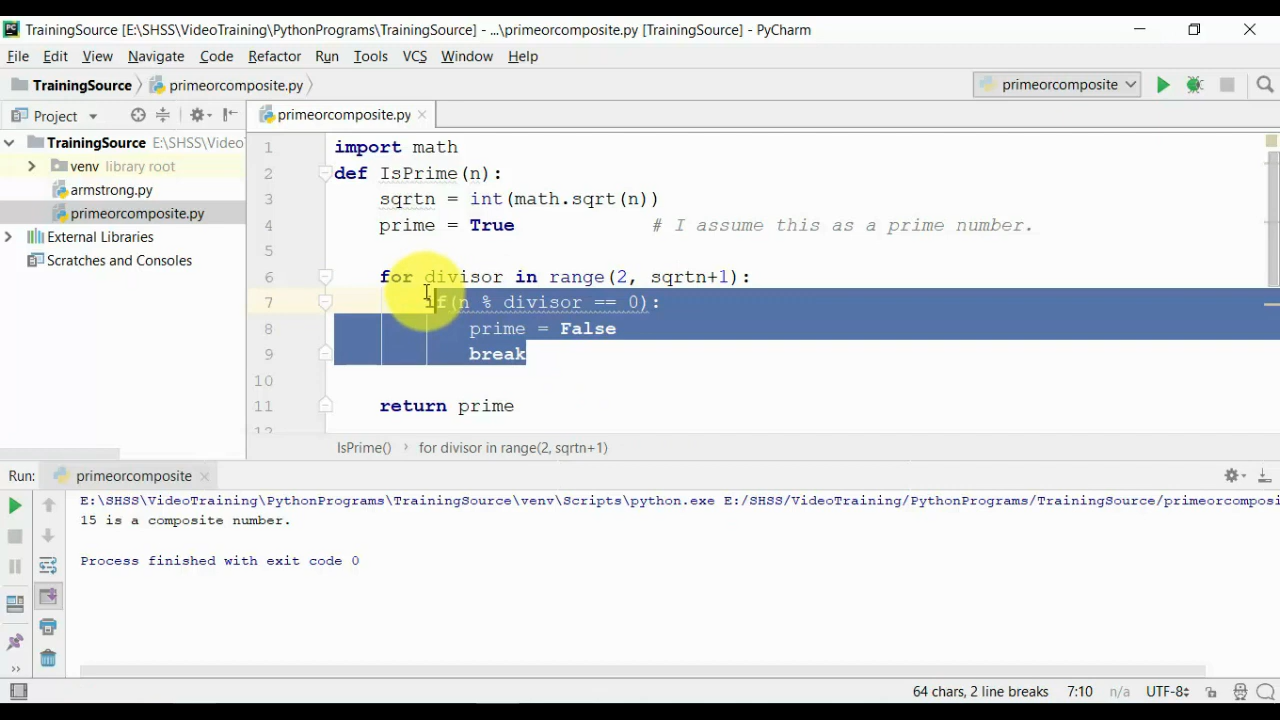 TrainingSource [E:\SHSS\VideoTraining\PythonPrograms\TrainingSource] - ...\primeorcomposite.py [TrainingSource] - PyCharm
File Edit View Navigate Code Refactor Run Tools VCS Window Help
TrainingSource primeorcomposite.py primeorcomposite
Project
primeorcomposite.py
TrainingSource E:\SHSS\Video
venv library root
armstrong.py
primeorcomposite.py
External Libraries
Scratches and Consoles
1 import math
2 def IsPrime(n):
3 sqrtn = int(math.sqrt(n))
4 prime = True # I assume this as a prime number.
5
6 for divisor in range(2, sqrtn+1):
7 if(n % divisor == 0):
8 prime = False
9 break
10
11 return prime
12
IsPrime() for divisor in range(2, sqrtn+1)
Run: primeorcomposite
E:\SHSS\VideoTraining\PythonPrograms\TrainingSource\venv\Scripts\python.exe E:/SHSS/VideoTraining/PythonPrograms/TrainingSource/primeorcomposi
15 is a composite number.
Process finished with exit code 0
64 chars, 2 line breaks 7:10 n/a UTF-8